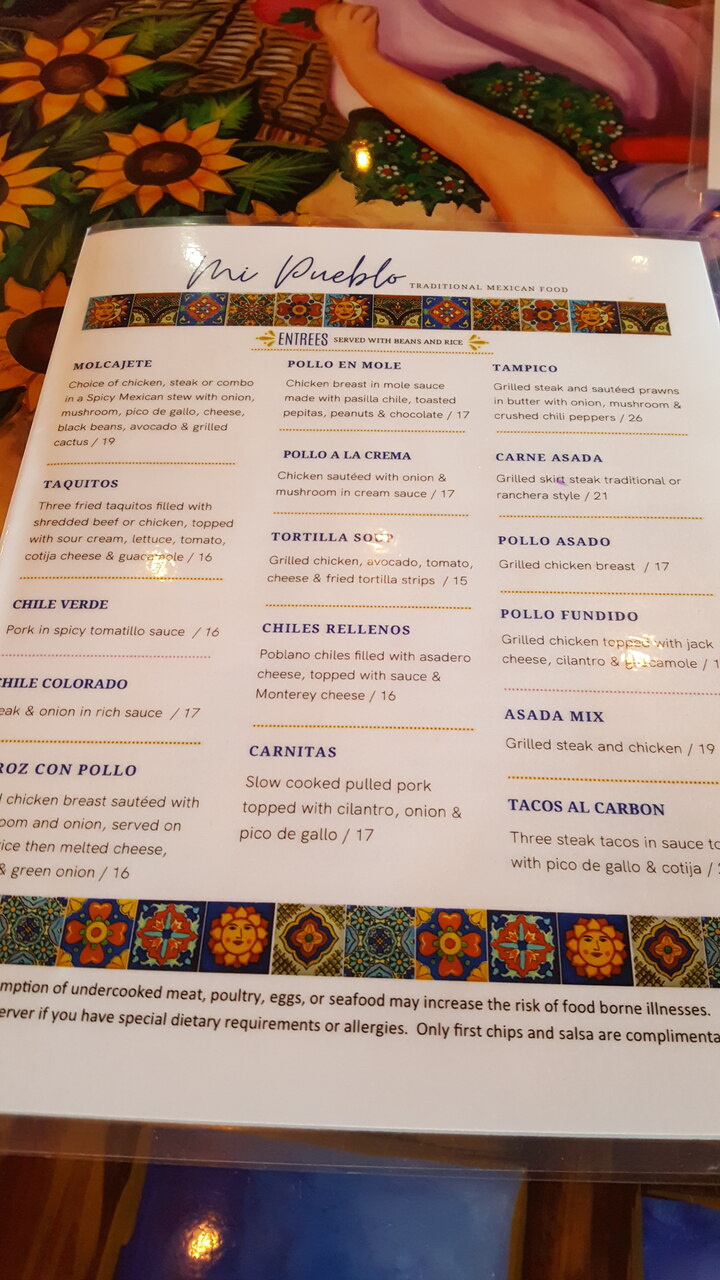 Mi Pueblo TRADITIONAL MEXICAN FOOD
ENTREES SERVED WITH BEANS AND RICE
MOLCAJETE
Choice of chicken, steak or combo
in a Spicy Mexican stew with onion,
mushroom, pico de gallo, cheese,
black beans, avocado & grilled
cactus / 19
TAQUITOS
Three fried taquitos filled with
shredded beef or chicken, topped
with sour cream, lettuce, tomato,
cotija cheese & guacamole / 16
CHILE VERDE
Pork in spicy tomatillo sauce / 16
CHILE COLORADO
eak & onion in rich sauce / 17
ROZ CON POLLO
chicken breast sautéed with
oom and onion, served on
ice then melted cheese,
& green onion / 16
POLLO EN MOLE
Chicken breast in mole sauce
made with pasilla chile, toasted
pepitas, peanuts & chocolate / 17
POLLO A LA CREMA
Chicken sautéed with onion &
mushroom in cream sauce / 17
TORTILLA SOUP
Grilled chicken, avocado, tomato,
cheese & fried tortilla strips / 15
CHILES RELLENOS
Poblano chiles filled with asadero
cheese, topped with sauce &
Monterey cheese / 16
CARNITAS
Slow cooked pulled pork
topped with cilantro, onion &
pico de gallo / 17
TAMPICO
Grilled steak and sautéed prawns
in butter with onion, mushroom &
crushed chili peppers / 26
CARNE ASADA
Grilled skirt steak traditional or
ranchera style / 21
POLLO ASADO
Grilled chicken breast / 17
POLLO FUNDIDO
Grilled chicken topped with jack
cheese, cilantro & guacamole / 1
ASADA MIX
Grilled steak and chicken / 19
TACOS AL CARBON
Three steak tacos in sauce to
with pico de gallo & cotija /
mption of undercooked meat, poultry, eggs, or seafood may increase the risk of food borne illnesses.
erver if you have special dietary requirements or allergies. Only first chips and salsa are complimenta